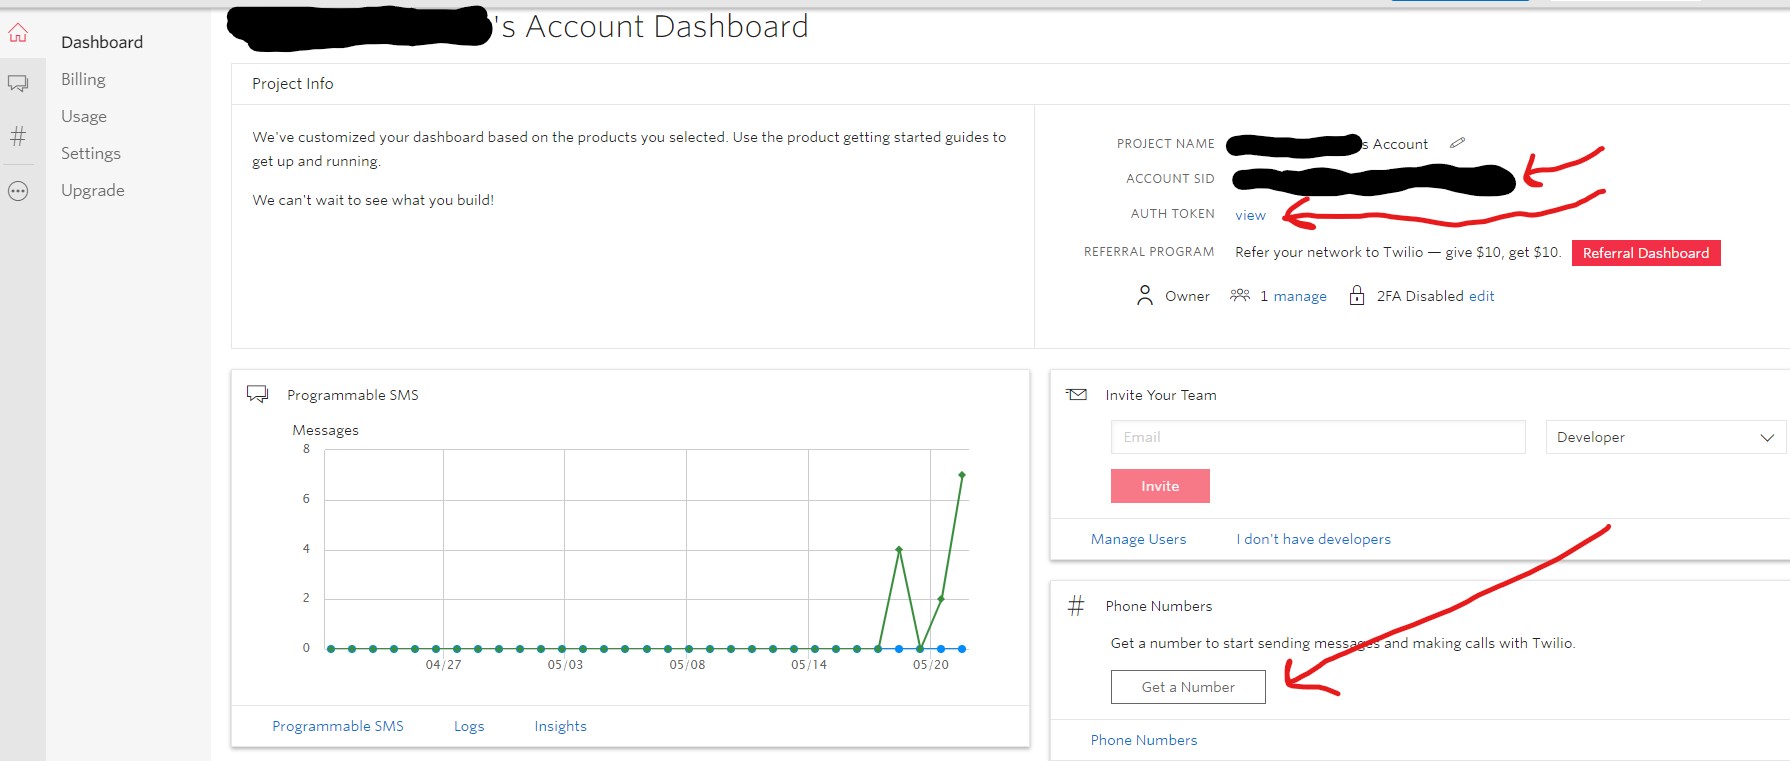 's Account Dashboard
Dashboard
Billing
Usage
Settings
Upgrade
Project Info
We've customized your dashboard based on the products you selected. Use the product getting started guides to
get up and running.
We can't wait to see what you build!
PROJECT NAME s Account
ACCOUNT SID
AUTH TOKEN view
REFERRAL PROGRAM Refer your network to Twilio — give $10, get $10. Referral Dashboard
Owner 1 manage 2FA Disabled edit
Programmable SMS
Messages
8
6
4
2
0
04/27 05/03 05/08 05/14 05/20
Programmable SMS Logs Insights
Invite Your Team
Email Developer
Invite
Manage Users I don't have developers
# Phone Numbers
Get a number to start sending messages and making calls with Twilio.
Get a Number
Phone Numbers